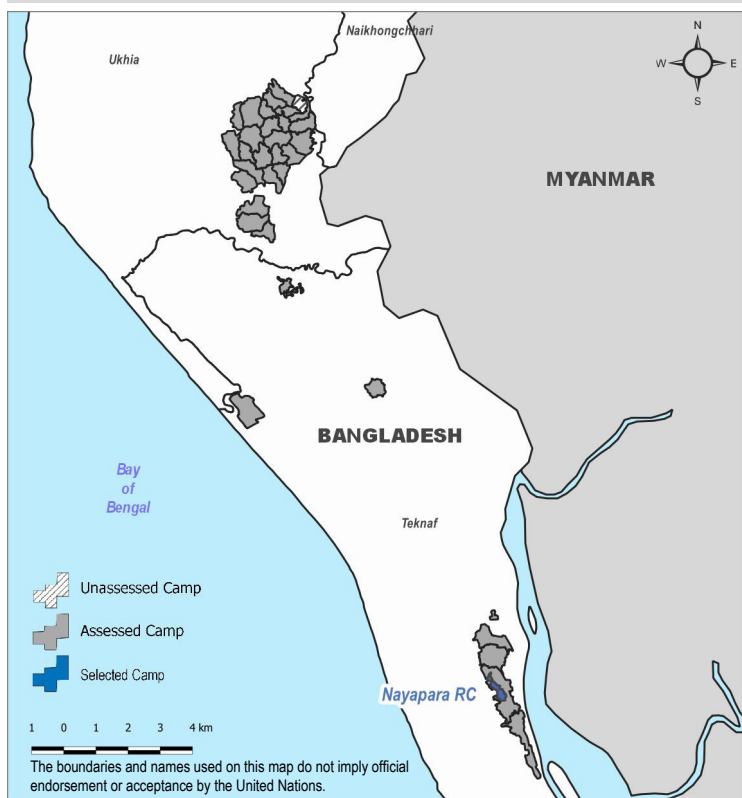 Naikhongchhari
Ukhia
N
W
E
S
MYANMAR
BANGLADESH
Bay
of
Bengal
Teknaf
Unassessed Camp
Assessed Camp
Selected Camp
Nayapara RC
1 0 1 2 3 4 km
The boundaries and names used on this map do not imply official
endorsement or acceptance by the United Nations.